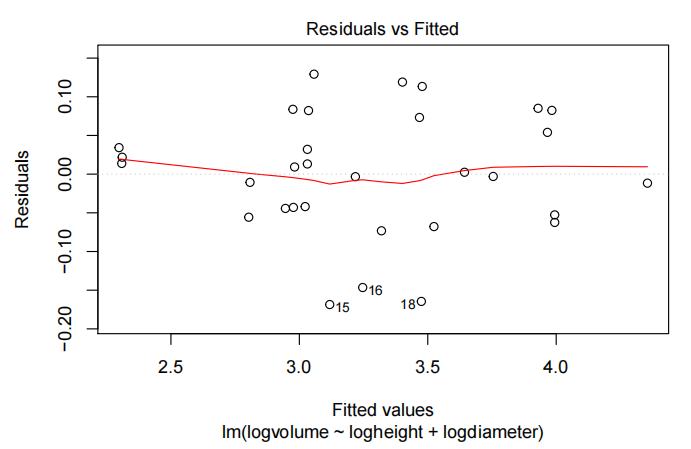 Residuals vs Fitted
Residuals
0.10
0.00
−0.10
−0.20
15
16
18
2.5 3.0 3.5 4.0
Fitted values
lm(logvolume ~ logheight + logdiameter)